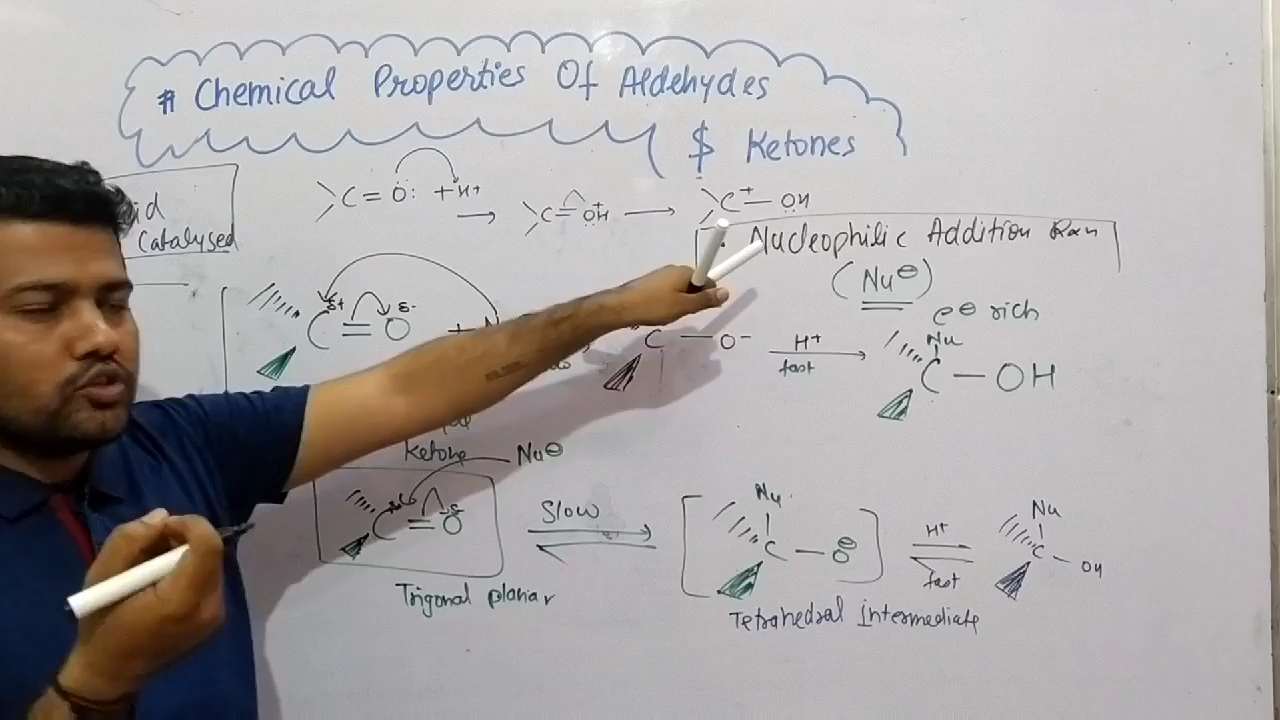 # Chemical Properties Of Aldehydes
$ Ketones
Catalysed
C = O: + H+ → C = OH+ → C+ — OH
Nucleophilic Addition Rxn
(Nu⊖)
e⊖ rich
C δ+ = O δ- +
C — O-
H+
fast
Nu
C — OH
ketone
Nu⊖
C = O
Slow
Nu
C — O⊖
H+
fast
Nu
C — OH
Trigonal planar
Tetrahedral intermediate